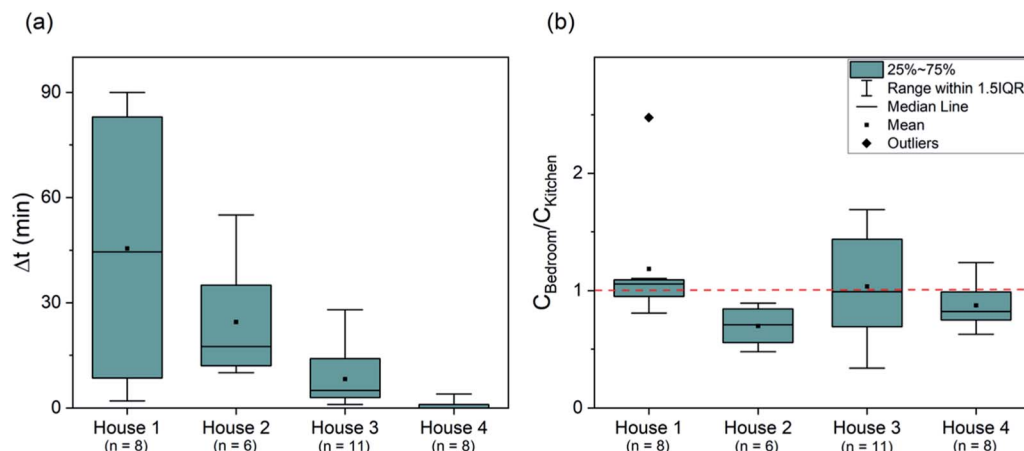 (a)
90
60
30
0
Δt (min)
House 1
(n = 8)
House 2
(n = 6)
House 3
(n = 11)
House 4
(n = 8)
(b)
25%~75%
Range within 1.5IQR
Median Line
Mean
Outliers
2
1
0
C_Bedroom/C_Kitchen
House 1
(n = 8)
House 2
(n = 6)
House 3
(n = 11)
House 4
(n = 8)